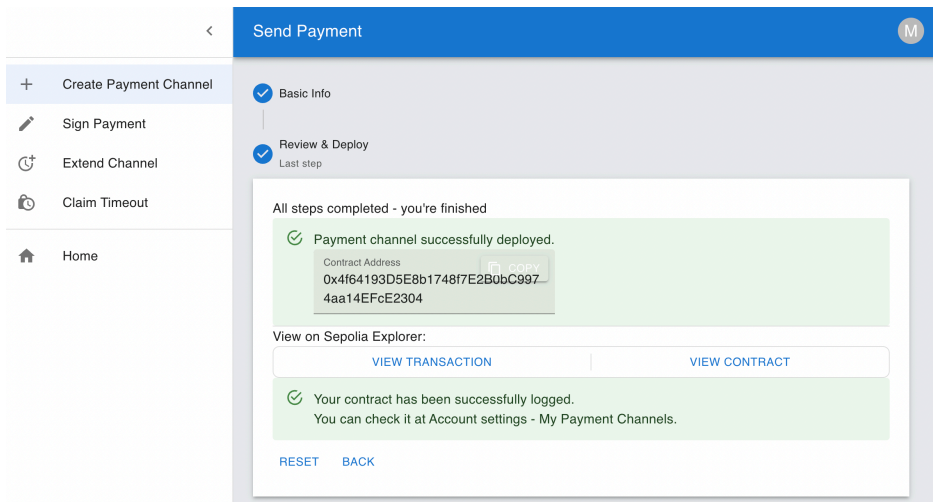 Send Payment
M
Create Payment Channel
Sign Payment
Extend Channel
Claim Timeout
Home
Basic Info
Review & Deploy
Last step
All steps completed - you're finished
Payment channel successfully deployed.
Contract Address
COPY
0x4f64193D5E8b1748f7E2B0bC997
4aa14EFcE2304
View on Sepolia Explorer:
VIEW TRANSACTION
VIEW CONTRACT
Your contract has been successfully logged.
You can check it at Account settings - My Payment Channels.
RESET
BACK